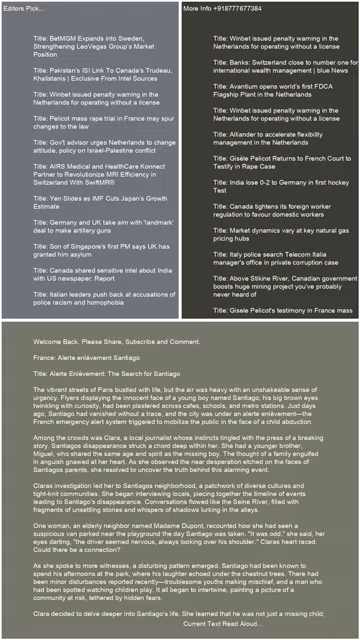 Editors Pick...
Title: BetMGM Expands into Sweden,
Strengthening LeoVegas Group's Market
Position
Title: Pakistan's ISI Link To Canada's Trudeau,
Khalistanis | Exclusive From Intel Sources
Title: Winbet issued penalty warning in the
Netherlands for operating without a license
Title: Pelicot mass rape trial in France may spur
changes to the law
Title: Gov't advisor urges Netherlands to change
attitude, policy on Israel-Palestine conflict
Title: AIRS Medical and HealthCare Konnect
Partner to Revolutionize MRI Efficiency in
Switzerland With SwiftMR®
Title: Yen Slides as IMF Cuts Japan's Growth
Estimate
Title: Germany and UK take aim with 'landmark'
deal to make artillery guns
Title: Son of Singapore's first PM says UK has
granted him asylum
Title: Canada shared sensitive intel about India
with US newspaper: Report
Title: Italian leaders push back at accusations of
police racism and homophobia
More Info +918777677384
Title: Winbet issued penalty warning in the
Netherlands for operating without a license
Title: Banks: Switzerland close to number one for
international wealth management | blue News
Title: Avantium opens world's first FDCA
Flagship Plant in the Netherlands
Title: Winbet issued penalty warning in the
Netherlands for operating without a license
Title: Alliander to accelerate flexibility
management in the Netherlands
Title: Gisèle Pelicot Returns to French Court to
Testify in Rape Case
Title: India lose 0-2 to Germany in first hockey
Test
Title: Canada tightens its foreign worker
regulation to favour domestic workers
Title: Market dynamics vary at key natural gas
pricing hubs
Title: Italy police search Telecom Italia
manager's office in private corruption case
Title: Above Stikine River, Canadian government
boosts huge mining project you've probably
never heard of
Title: Gisele Pelicot's testimony in France mass
Welcome Back. Please Share, Subscribe and Comment.
France: Alerte enlèvement Santiago
Title: Alerte Enlèvement: The Search for Santiago
The vibrant streets of Paris bustled with life, but the air was heavy with an unshakeable sense of
urgency. Flyers displaying the innocent face of a young boy named Santiago, his big brown eyes
twinkling with curiosity, had been plastered across cafes, schools, and metro stations. Just days
ago, Santiago had vanished without a trace, and the city was under an alerte enlèvement—the
French emergency alert system triggered to mobilize the public in the face of a child abduction.
Among the crowds was Clara, a local journalist whose instincts tingled with the press of a breaking
story. Santiagos disappearance struck a chord deep within her. She had a younger brother,
Miguel, who shared the same age and spirit as the missing boy. The thought of a family engulfed
in anguish gnawed at her heart. As she observed the near desperation etched on the faces of
Santiagos parents, she resolved to uncover the truth behind this alarming event.
Claras investigation led her to Santiagos neighborhood, a patchwork of diverse cultures and
tight-knit communities. She began interviewing locals, piecing together the timeline of events
leading to Santiago's disappearance. Conversations flowed like the Seine River, filled with
fragments of unsettling stories and whispers of shadows lurking in the alleys.
One woman, an elderly neighbor named Madame Dupont, recounted how she had seen a
suspicious van parked near the playground the day Santiago was taken. "It was odd," she said, her
eyes darting, "the driver seemed nervous, always looking over his shoulder." Claras heart raced.
Could there be a connection?
As she spoke to more witnesses, a disturbing pattern emerged. Santiago had been known to
spend his afternoons at the park, where his laughter echoed under the chestnut trees. There had
been minor disturbances reported recently—troublesome youths making mischief, and a man who
had been spotted watching children play. It all began to intertwine, painting a picture of a
community at risk, tethered by hidden fears.
Clara decided to delve deeper into Santiago's life. She learned that he was not just a missing child;
Current Text Read Aloud...